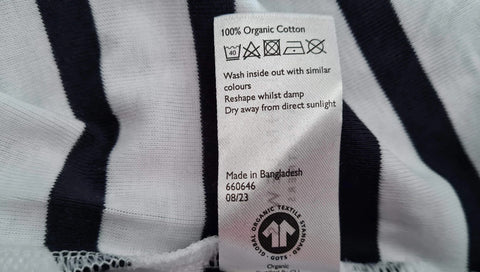 100% Organic Cotton
40
Wash inside out with similar
colours
Reshape whilst damp
Dry away from direct sunlight
Made in Bangladesh
660646
08/23
GLOBAL ORGANIC TEXTILE STANDARD
GOTS
Organic